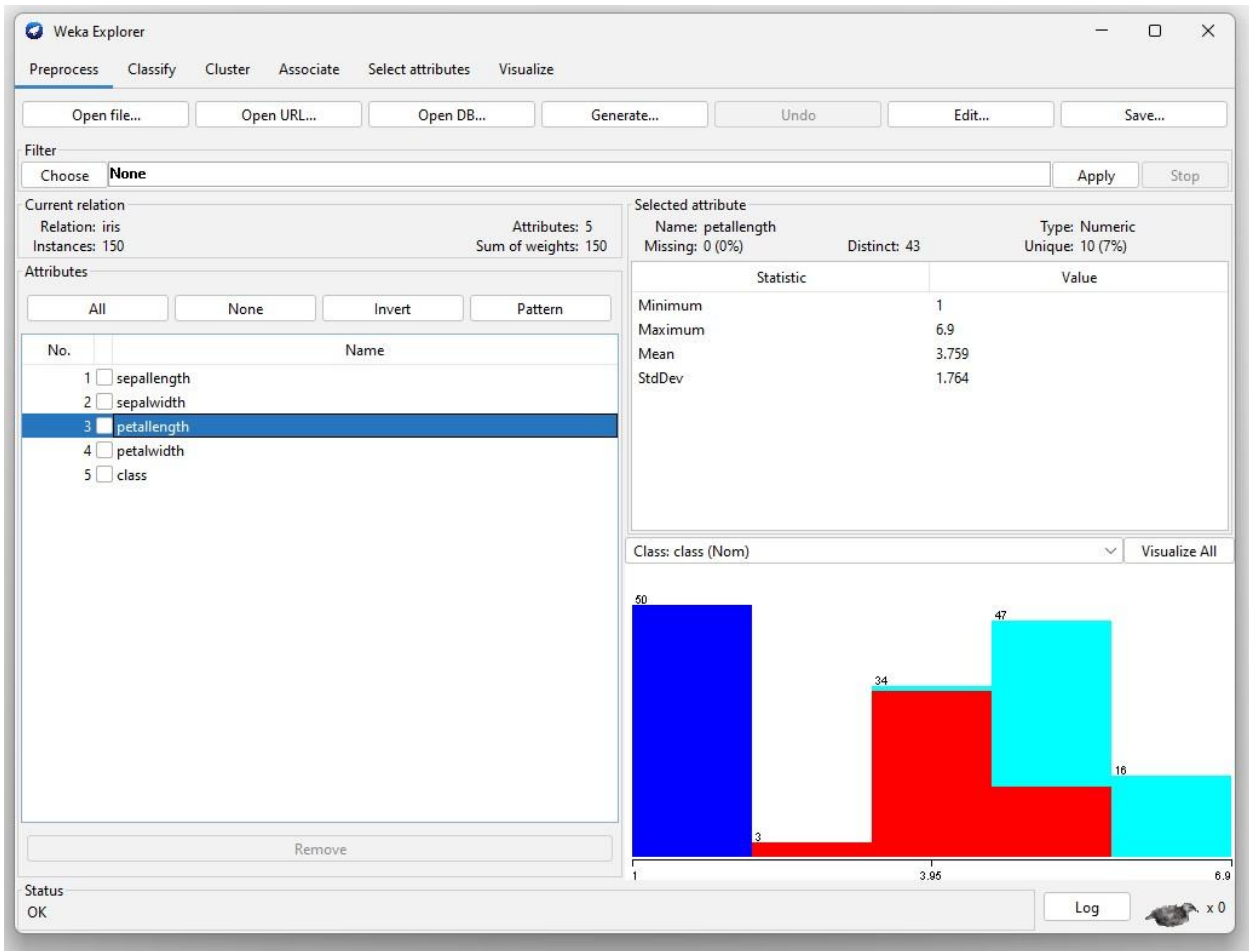 Weka Explorer
Preprocess Classify Cluster Associate Select attributes Visualize
Open file... Open URL... Open DB... Generate... Undo Edit... Save...
Filter
Choose None Apply Stop
Current relation
Relation: iris Attributes: 5
Instances: 150 Sum of weights: 150
Attributes
All None Invert Pattern
No. Name
1 sepallength
2 sepalwidth
3 petallength
4 petalwidth
5 class
Remove
Selected attribute
Name: petallength Type: Numeric
Missing: 0 (0%) Distinct: 43 Unique: 10 (7%)
Statistic Value
Minimum 1
Maximum 6.9
Mean 3.759
StdDev 1.764
Class: class (Nom) Visualize All
50
47
34
16
3
1 3.95 6.9
Status
OK
Log x 0